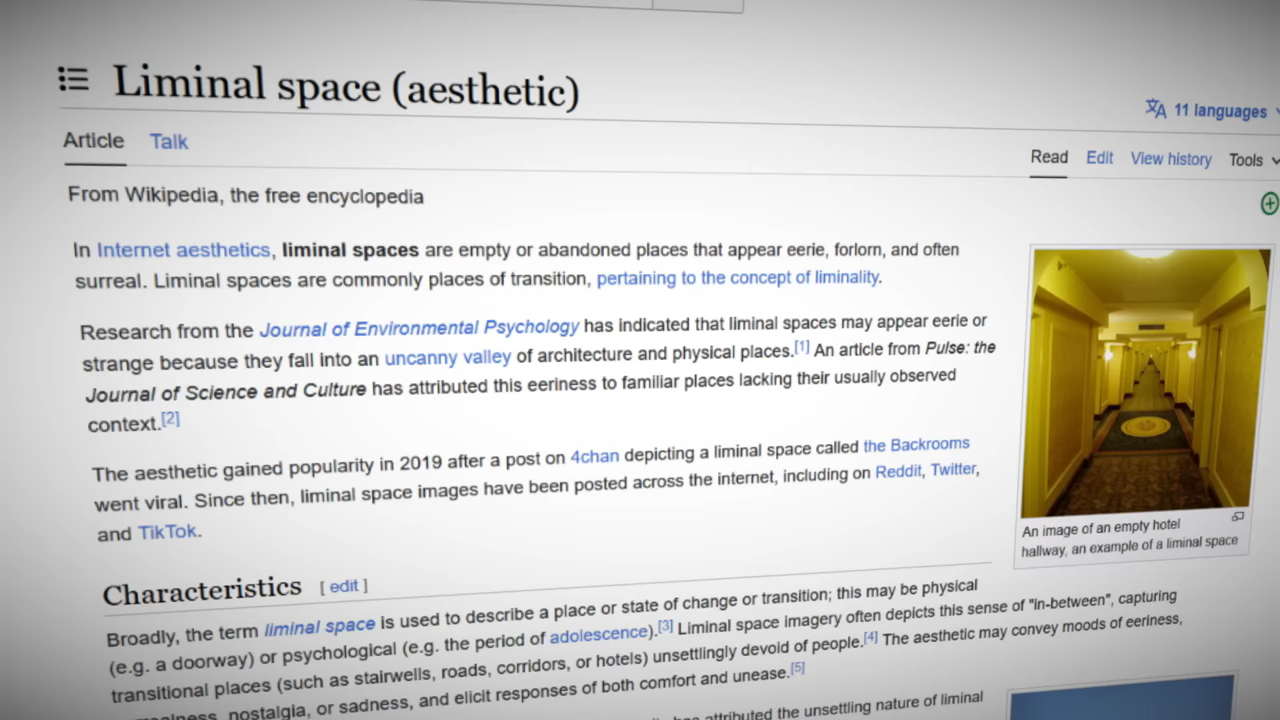 Liminal space (aesthetic)
11 languages
Article Talk
Read Edit View history Tools
From Wikipedia, the free encyclopedia
In Internet aesthetics, liminal spaces are empty or abandoned places that appear eerie, forlorn, and often
surreal. Liminal spaces are commonly places of transition, pertaining to the concept of liminality.
Research from the Journal of Environmental Psychology has indicated that liminal spaces may appear eerie or
strange because they fall into an uncanny valley of architecture and physical places.[1] An article from Pulse: the
Journal of Science and Culture has attributed this eeriness to familiar places lacking their usually observed
context.[2]
The aesthetic gained popularity in 2019 after a post on 4chan depicting a liminal space called the Backrooms
went viral. Since then, liminal space images have been posted across the internet, including on Reddit, Twitter,
and TikTok.
An image of an empty hotel
hallway, an example of a liminal space
Characteristics [ edit ]
Broadly, the term liminal space is used to describe a place or state of change or transition; this may be physical
(e.g. a doorway) or psychological (e.g. the period of adolescence).[3] Liminal space imagery often depicts this sense of "in-between", capturing
transitional places (such as stairwells, roads, corridors, or hotels) unsettlingly devoid of people.[4] The aesthetic may convey moods of eeriness,
nostalgia, or sadness, and elicit responses of both comfort and unease.[5]
attributed the unsettling nature of liminal